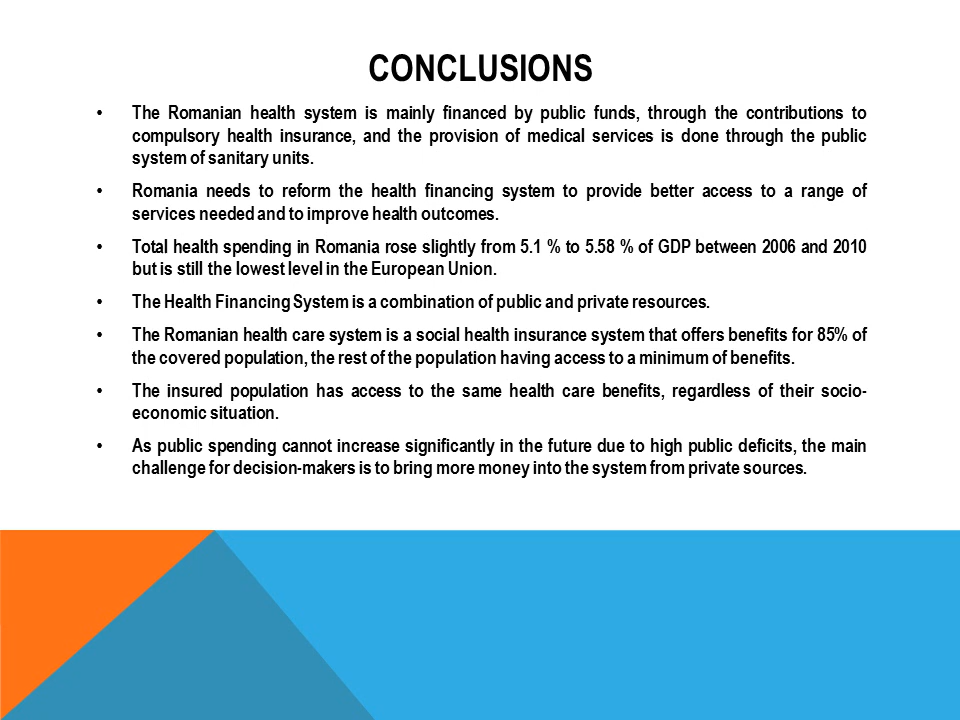 CONCLUSIONS
• The Romanian health system is mainly financed by public funds, through the contributions to
compulsory health insurance, and the provision of medical services is done through the public
system of sanitary units.
• Romania needs to reform the health financing system to provide better access to a range of
services needed and to improve health outcomes.
• Total health spending in Romania rose slightly from 5.1 % to 5.58 % of GDP between 2006 and 2010
but is still the lowest level in the European Union.
• The Health Financing System is a combination of public and private resources.
• The Romanian health care system is a social health insurance system that offers benefits for 85% of
the covered population, the rest of the population having access to a minimum of benefits.
• The insured population has access to the same health care benefits, regardless of their socio-
economic situation.
• As public spending cannot increase significantly in the future due to high public deficits, the main
challenge for decision-makers is to bring more money into the system from private sources.